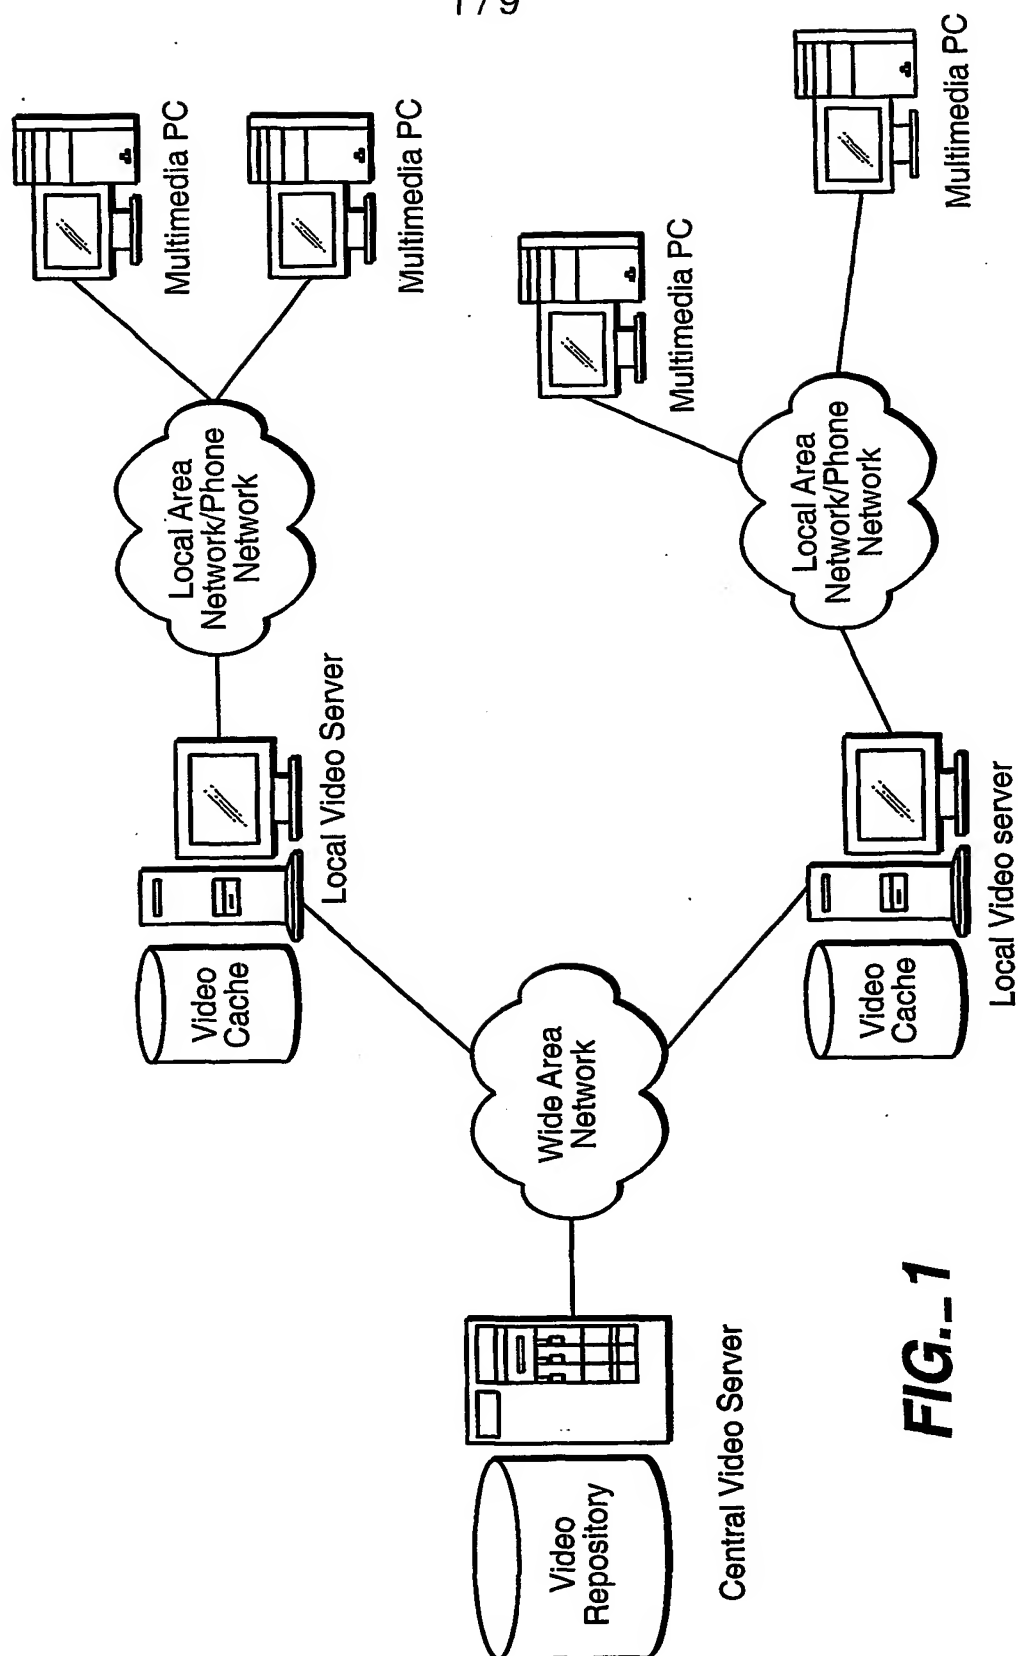 1/9
Video
Repository
Central Video Server
Wide Area
Network
Video
Cache
Local Video Server
Local Area
Network/Phone
Network
Multimedia PC
Multimedia PC
Video
Cache
Local Video server
Local Area
Network/Phone
Network
Multimedia PC
Multimedia PC
FIG._1